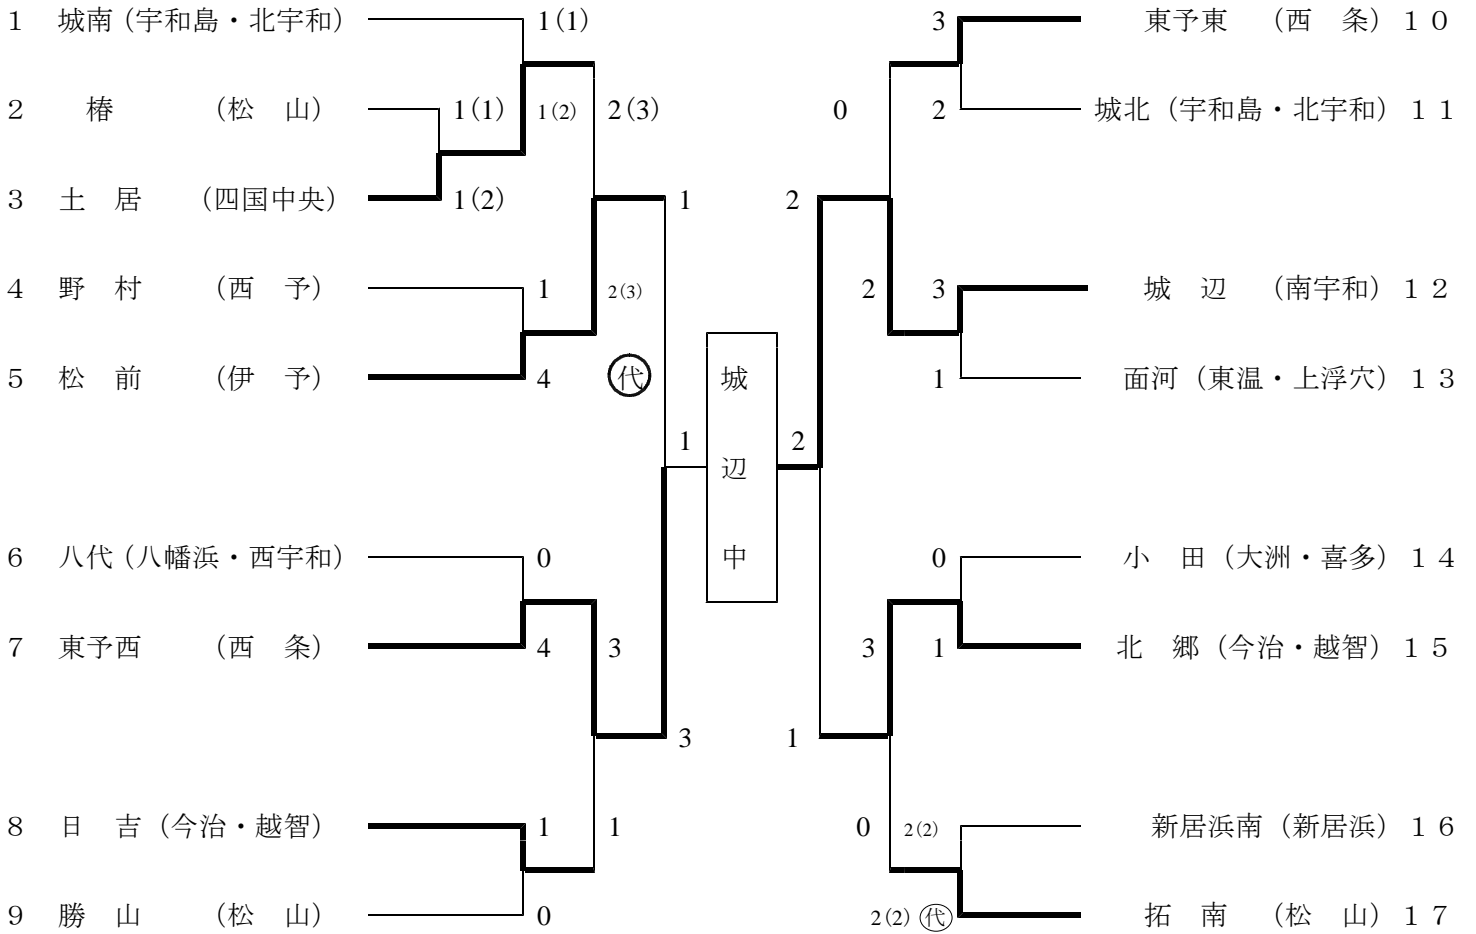 1 城南（宇和島・北宇和） 1(1) 3 東予東 （西 条）１０
2 椿 （松 山） 1(1) 1(2) 2(3) 0 2 城北（宇和島・北宇和）１１
3 土 居 （四国中央） 1(2) 1 2
4 野 村 （西 予） 1 2(3) 2 3 城 辺 （南宇和）１２
5 松 前 （伊 予） 4 代 城 1 面河（東温・上浮穴）１３
1 辺 2
6 八代（八幡浜・西宇和） 0 中 0 小 田（大洲・喜多）１４
7 東予西 （西 条） 4 3 3 1 北 郷（今治・越智）１５
3 1
8 日 吉（今治・越智） 1 1 0 2(2) 新居浜南（新居浜）１６
9 勝 山 （松 山） 0 2(2) 代 拓 南 （松 山）１７